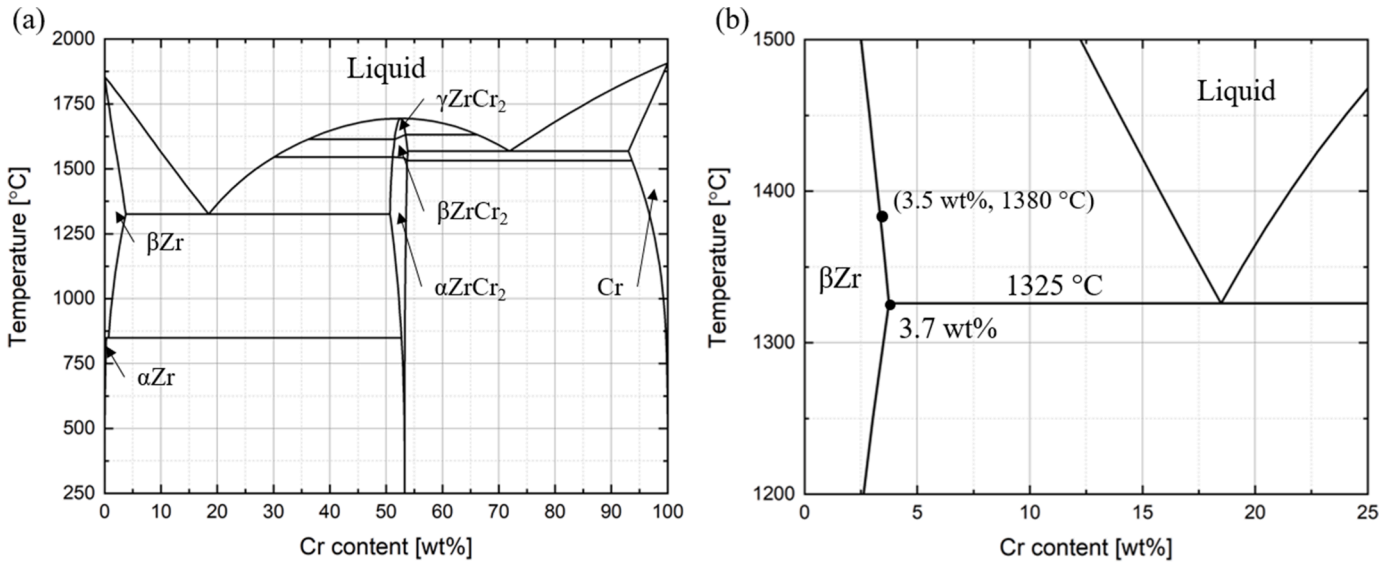 (a)
(b)
2000
1750
1500
1250
1000
750
500
250
Temperature [°C]
Liquid
γZrCr₂
βZrCr₂
αZrCr₂
βZr
αZr
Cr
0 10 20 30 40 50 60 70 80 90 100
Cr content [wt%]
1500
1400
1300
1200
Temperature [°C]
Liquid
(3.5 wt%, 1380 °C)
βZr
1325 °C
3.7 wt%
0 5 10 15 20 25
Cr content [wt%]